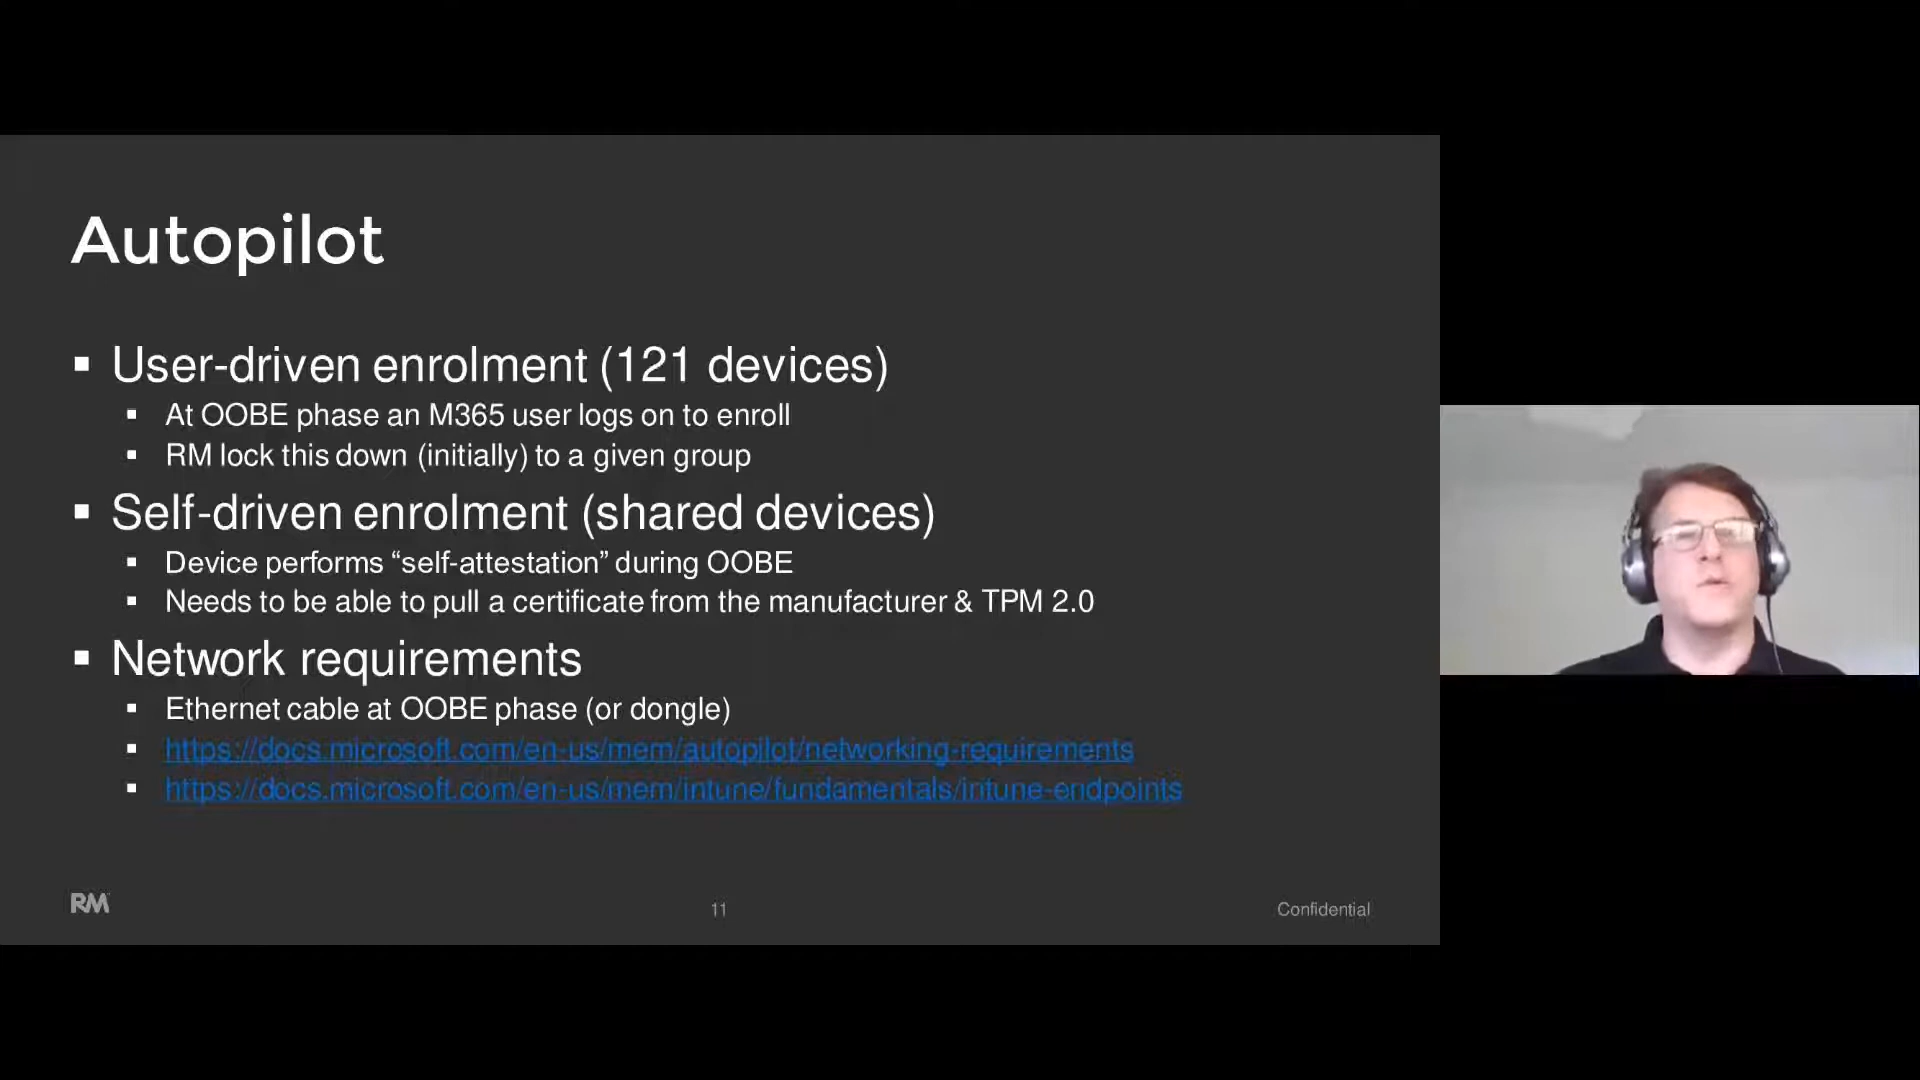 Autopilot
User-driven enrolment (121 devices)
At OOBE phase an M365 user logs on to enroll
RM lock this down (initially) to a given group
Self-driven enrolment (shared devices)
Device performs “self-attestation” during OOBE
Needs to be able to pull a certificate from the manufacturer & TPM 2.0
Network requirements
Ethernet cable at OOBE phase (or dongle)
https://docs.microsoft.com/en-us/mem/autopilot/networking-requirements
https://docs.microsoft.com/en-us/mem/intune/fundamentals/intune-endpoints
RM
11
Confidential